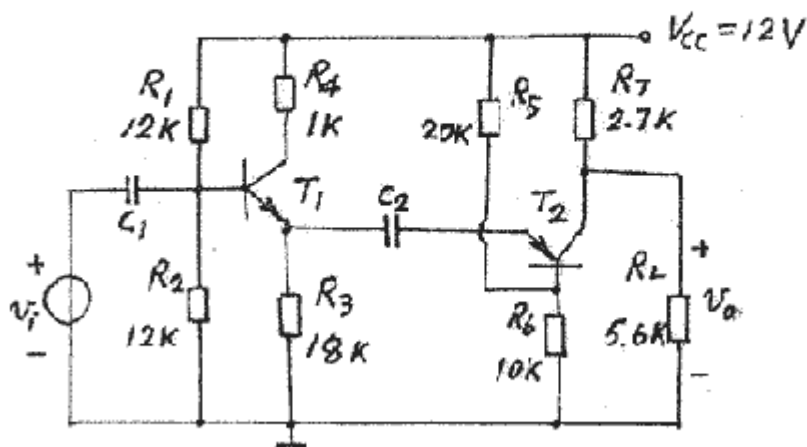 V_CC = 12V
R1
12K
R4
1K
R5
20K
R7
2.7K
C1
T1
C2
T2
+
vi
-
R2
12K
R3
18K
R6
10K
RL
5.6K
+
vo
-